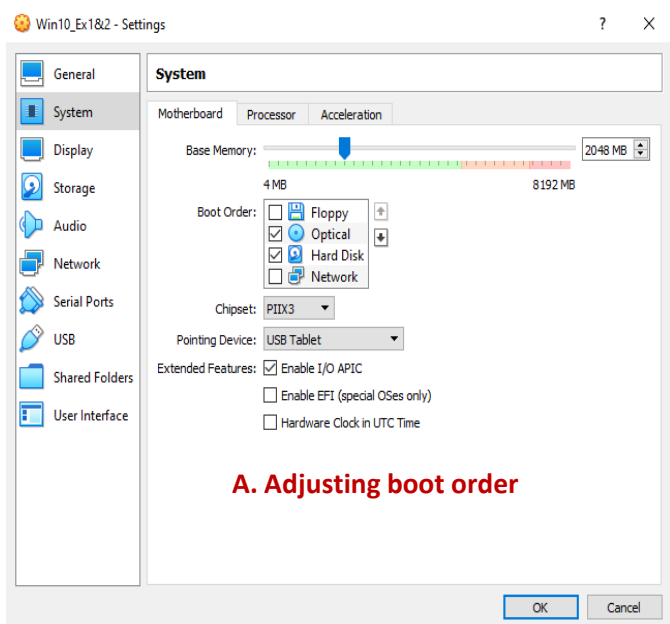 Win10_Ex1&2 - Settings
?
General
System
Display
Storage
Audio
Network
Serial Ports
USB
Shared Folders
User Interface
System
Motherboard Processor Acceleration
Base Memory: 2048 MB
4 MB 8192 MB
Boot Order: Floppy
Optical
Hard Disk
Network
Chipset: PIIX3
Pointing Device: USB Tablet
Extended Features: Enable I/O APIC
Enable EFI (special OSes only)
Hardware Clock in UTC Time
A. Adjusting boot order
OK Cancel